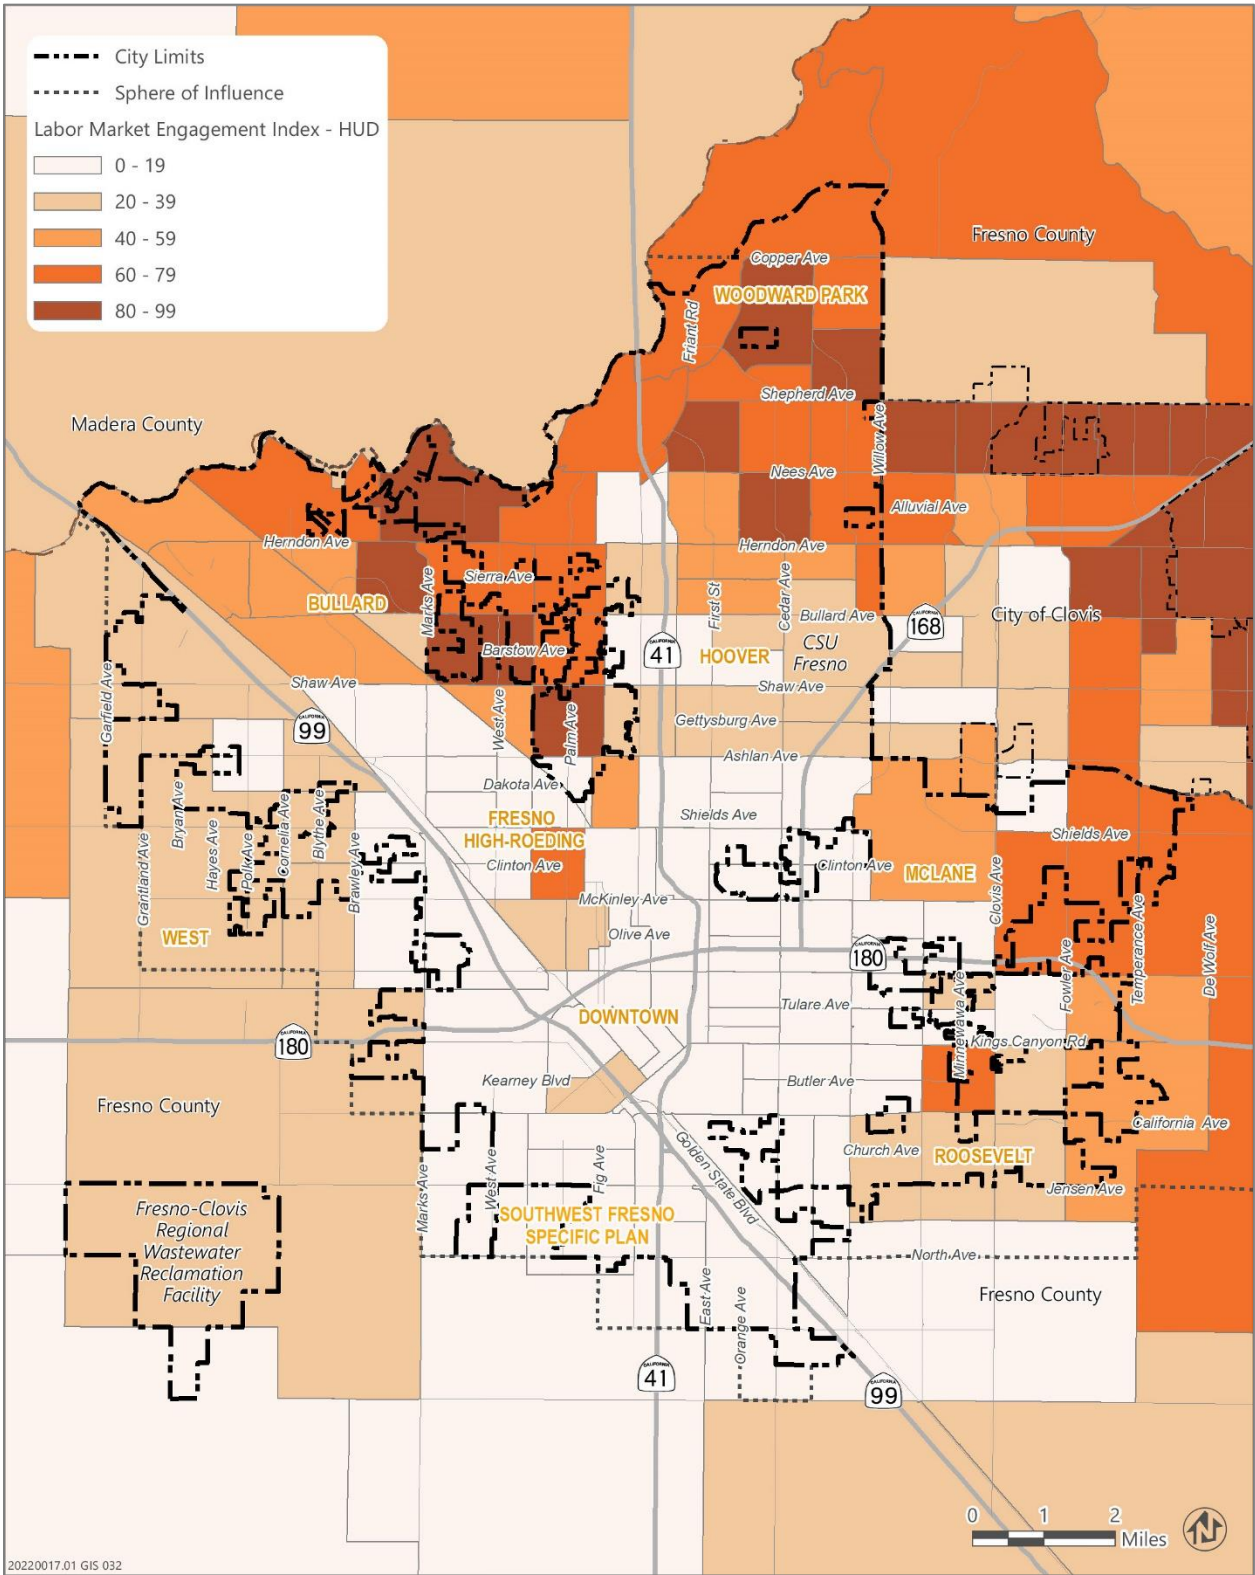 City Limits
Sphere of Influence
Labor Market Engagement Index - HUD
0 - 19
20 - 39
40 - 59
60 - 79
80 - 99
Fresno County
Copper Ave
WOODWARD PARK
Friant Rd
Shepherd Ave
Madera County
Willow Ave
Nees Ave
Alluvial Ave
Herndon Ave
Herndon Ave
Sierra Ave
BULLARD
Marks Ave
First St
Cedar Ave
Bullard Ave
CALIFORNIA
168
City of Clovis
Barstow Ave
CALIFORNIA
41
HOOVER
CSU
Fresno
Garfield Ave
Shaw Ave
Shaw Ave
CALIFORNIA
99
West Ave
Palm Ave
Gettysburg Ave
Ashlan Ave
Dakota Ave
Bryan Ave
Hayes Ave
Polk Ave
Cornelia Ave
Blythe Ave
FRESNO
HIGH-ROEDING
Shields Ave
Shields Ave
Grantland Ave
Brawley Ave
Clinton Ave
Clinton Ave
MCLANE
Clovis Ave
McKinley Ave
WEST
Olive Ave
CALIFORNIA
180
Fowler Ave
Temperance Ave
De Wolf Ave
Tulare Ave
DOWNTOWN
Minnewawa Ave
CALIFORNIA
180
Kings Canyon Rd
Kearney Blvd
Butler Ave
Fresno County
California Ave
Golden State Blvd
Church Ave
ROOSEVELT
Fig Ave
West Ave
Marks Ave
Jensen Ave
Fresno-Clovis
Regional
Wastewater
Reclamation
Facility
SOUTHWEST FRESNO
SPECIFIC PLAN
North Ave
East Ave
Orange Ave
Fresno County
CALIFORNIA
41
CALIFORNIA
99
0 1 2
Miles
N
20220017.01 GIS 032